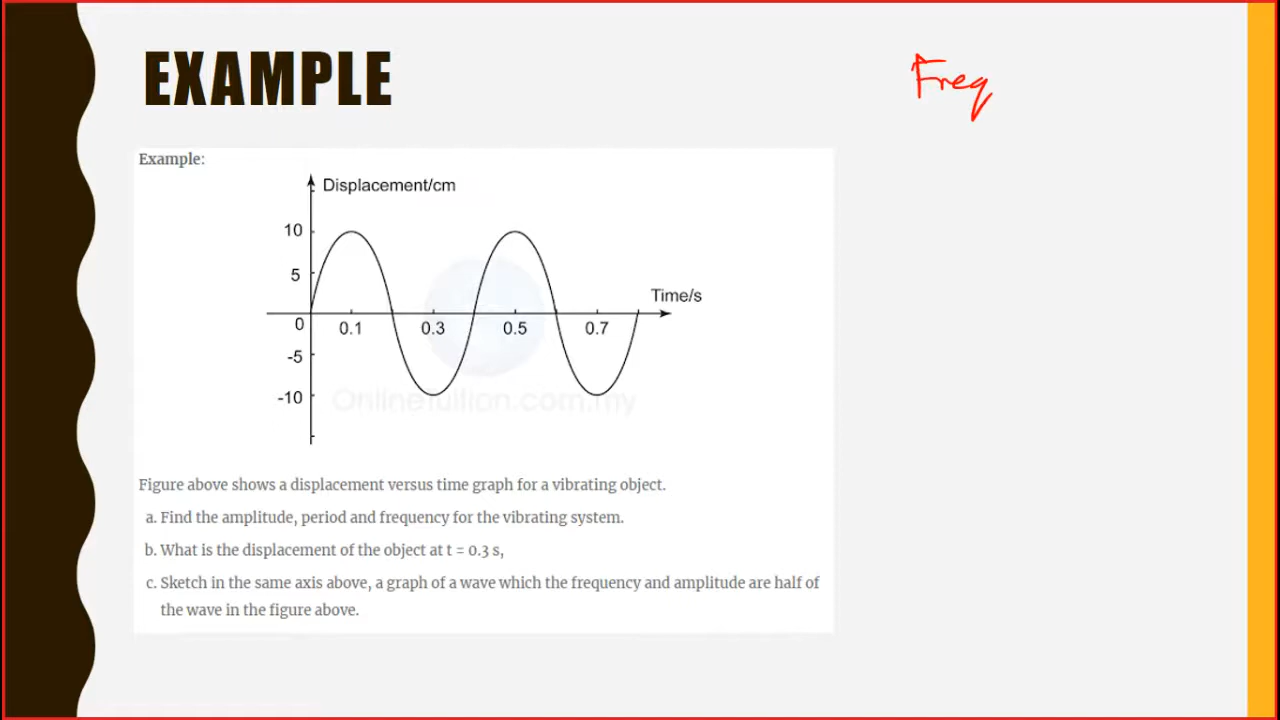 EXAMPLE
Freq
Example:
Displacement/cm
10
5
Time/s
0
0.1
0.3
0.5
0.7
-5
-10
Onlinetuition.com.my
Figure above shows a displacement versus time graph for a vibrating object.
a. Find the amplitude, period and frequency for the vibrating system.
b. What is the displacement of the object at t = 0.3 s,
c. Sketch in the same axis above, a graph of a wave which the frequency and amplitude are half of
the wave in the figure above.